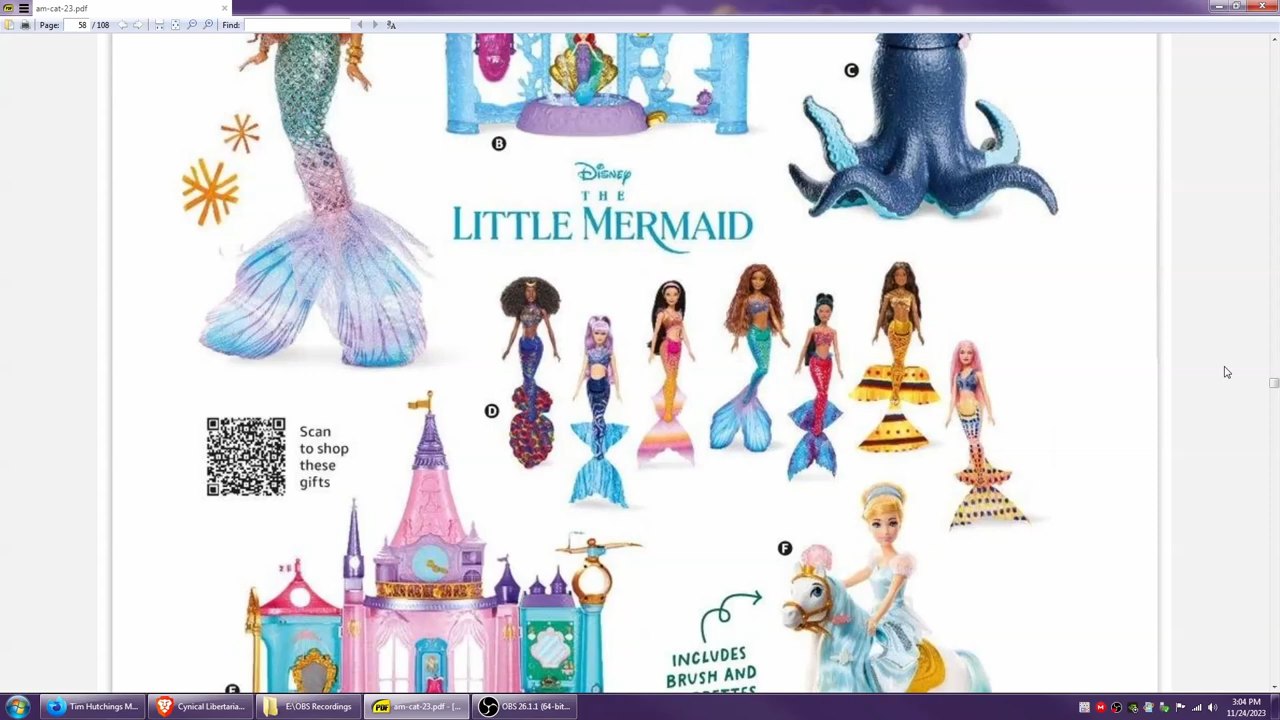 am-cat-23.pdf
Page: 58 / 108 Find:
C
B
Disney
THE
LITTLE MERMAID
D
Scan
to shop
these
gifts
F
INCLUDES
BRUSH AND
E
Tim Hutchings M...
Cynical Libertaria...
E:\OBS Recordings
am-cat-23.pdf - [...
OBS 26.1.1 (64-bit...
3:04 PM
11/24/2023